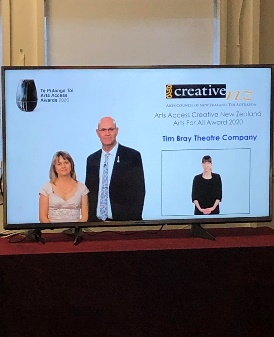 Te Putanga Toi
Arts Access
Awards 2020
creative nz
ARTS COUNCIL OF NEW ZEALAND TOI AOTEAROA
Arts Access Creative New Zealand
Arts For All Award 2020
Tim Bray Theatre Company